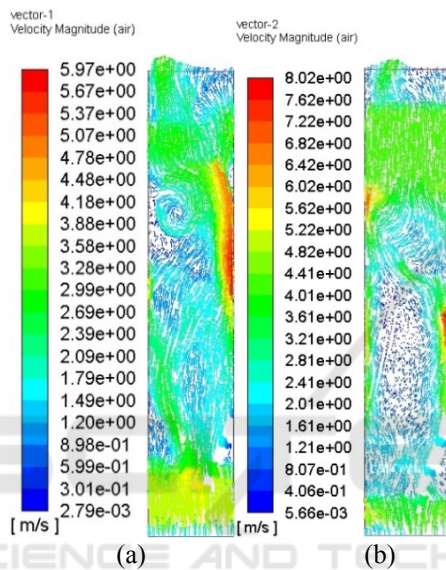 vector-1
Velocity Magnitude (air)
5.97e+00
5.67e+00
5.37e+00
5.07e+00
4.78e+00
4.48e+00
4.18e+00
3.88e+00
3.58e+00
3.28e+00
2.99e+00
2.69e+00
2.39e+00
2.09e+00
1.79e+00
1.49e+00
1.20e+00
8.98e-01
5.99e-01
3.01e-01
2.79e-03
[ m/s ]
(a)
vector-2
Velocity Magnitude (air)
8.02e+00
7.62e+00
7.22e+00
6.82e+00
6.42e+00
6.02e+00
5.62e+00
5.22e+00
4.82e+00
4.41e+00
4.01e+00
3.61e+00
3.21e+00
2.81e+00
2.41e+00
2.01e+00
1.61e+00
1.21e+00
8.07e-01
4.06e-01
5.66e-03
[ m/s ]
(b)
CIENCE AND TECH